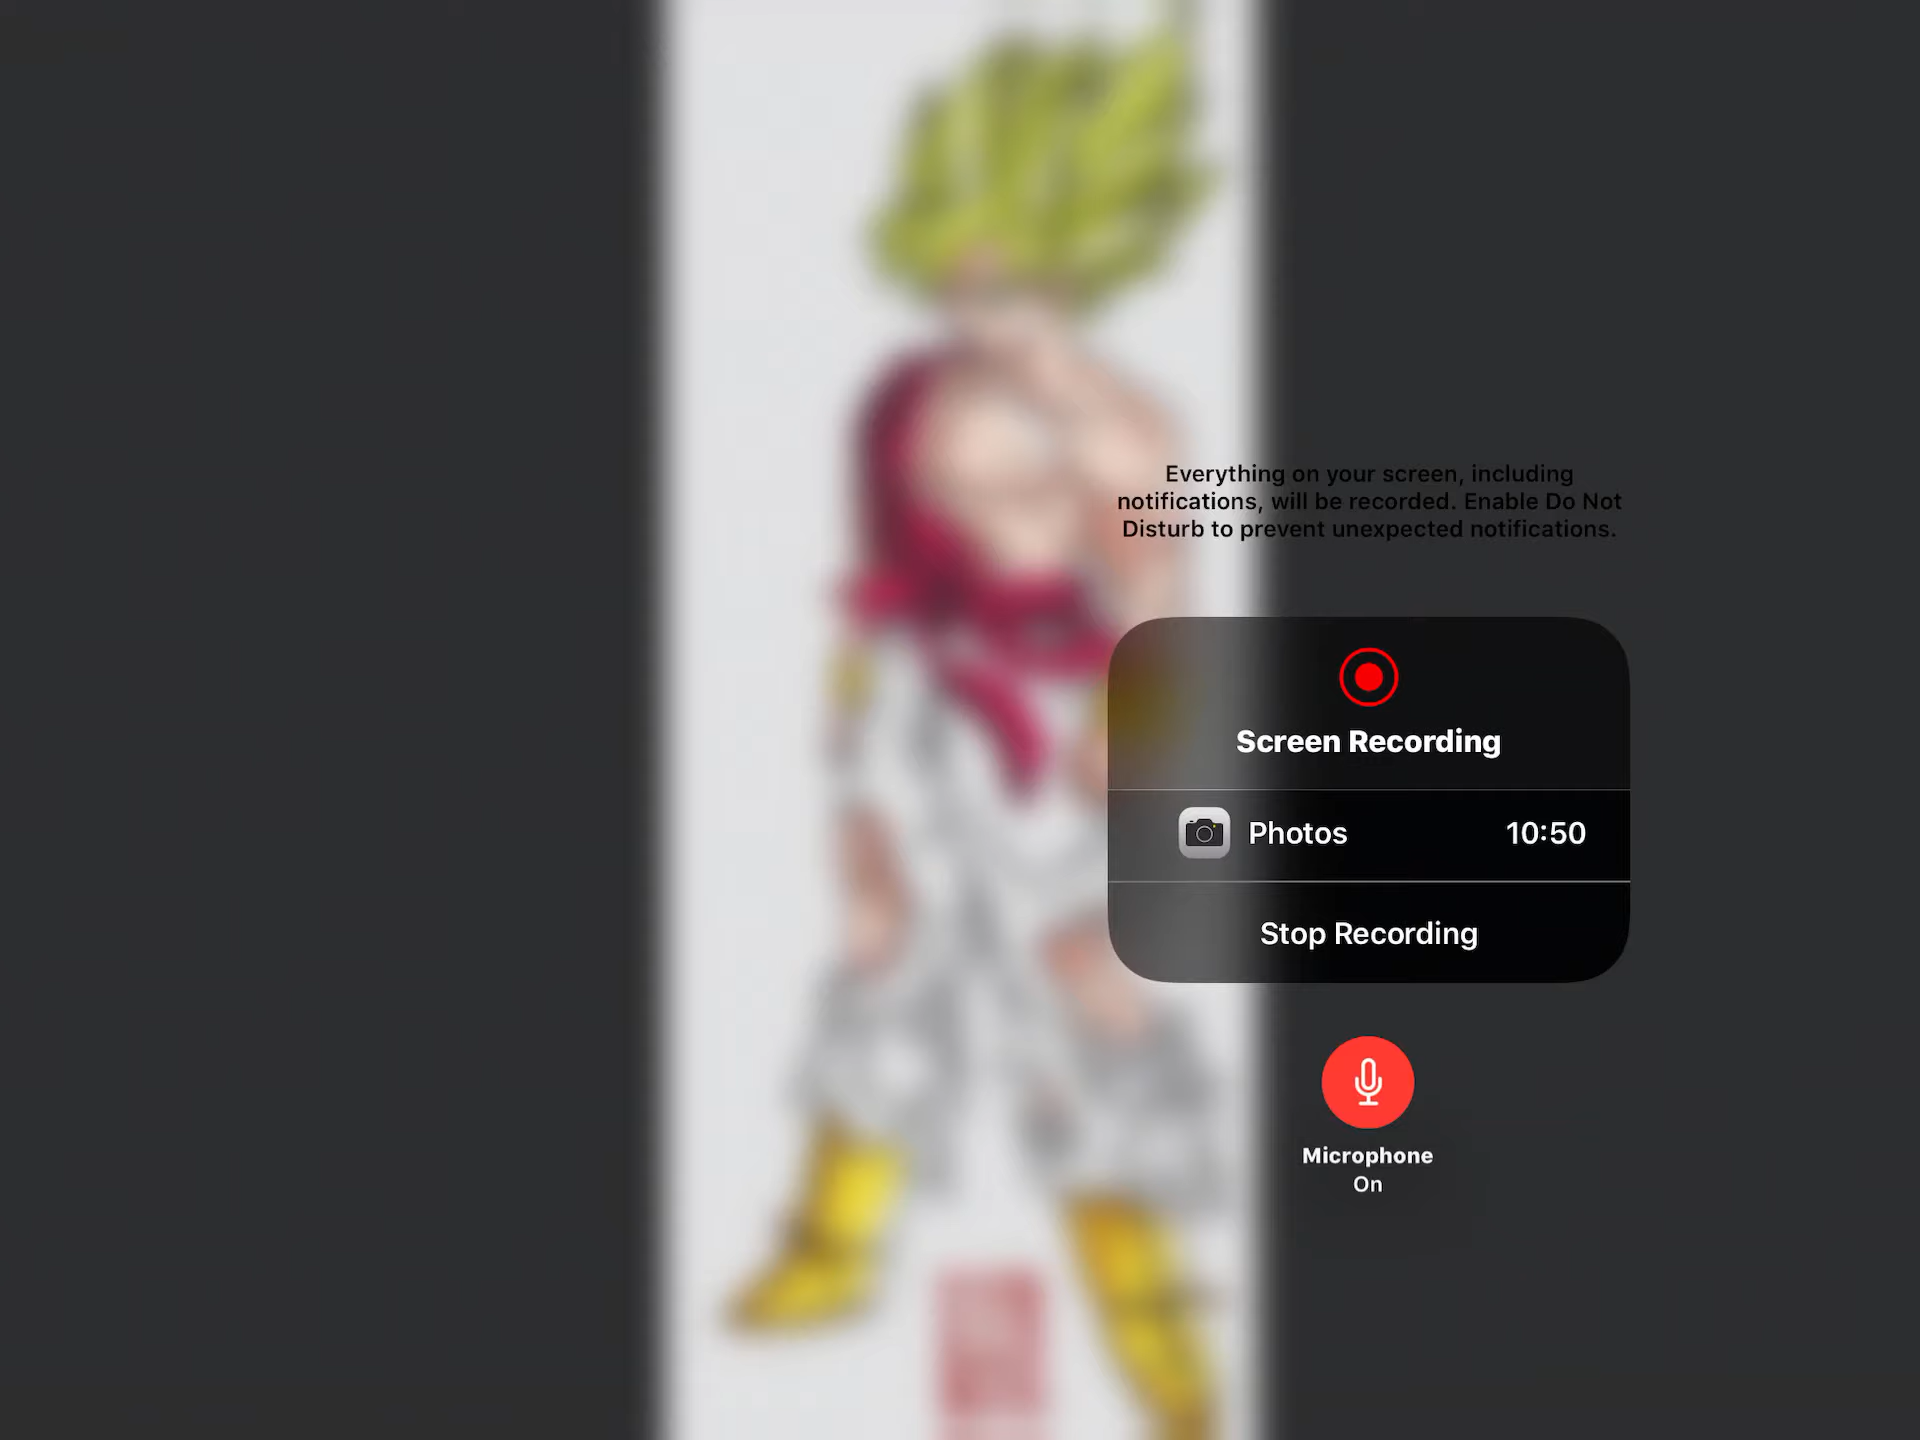 Everything on your screen, including
notifications, will be recorded. Enable Do Not
Disturb to prevent unexpected notifications.
Screen Recording
Photos 10:50
Stop Recording
Microphone
On